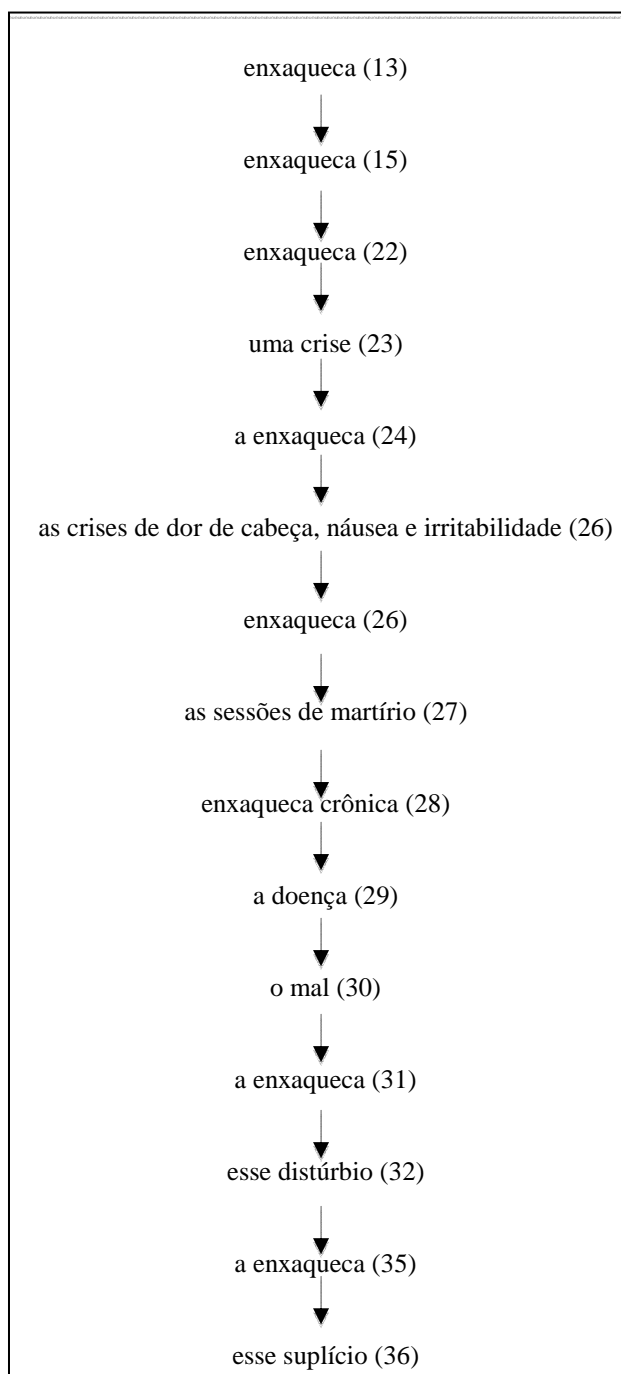 enxaqueca (13)
enxaqueca (15)
enxaqueca (22)
uma crise (23)
a enxaqueca (24)
as crises de dor de cabeça, náusea e irritabilidade (26)
enxaqueca (26)
as sessões de martírio (27)
enxaqueca crônica (28)
a doença (29)
o mal (30)
a enxaqueca (31)
esse distúrbio (32)
a enxaqueca (35)
esse suplício (36)